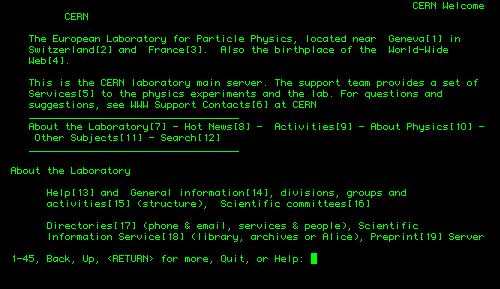 CERN Welcome
CERN
The European Laboratory for Particle Physics, located near Geneva[1] in
Switzerland[2] and France[3]. Also the birthplace of the World-Wide
Web[4].
This is the CERN laboratory main server. The support team provides a set of
Services[5] to the physics experiments and the lab. For questions and
suggestions, see WWW Support Contacts[6] at CERN
About the Laboratory[7] - Hot News[8] - Activities[9] - About Physics[10] -
Other Subjects[11] - Search[12]
About the Laboratory
Help[13] and General information[14], divisions, groups and
activities[15] (structure), Scientific committees[16]
Directories[17] (phone & email, services & people), Scientific
Information Service[18] (library, archives or Alice), Preprint[19] Server
1-45, Back, Up, <RETURN> for more, Quit, or Help: